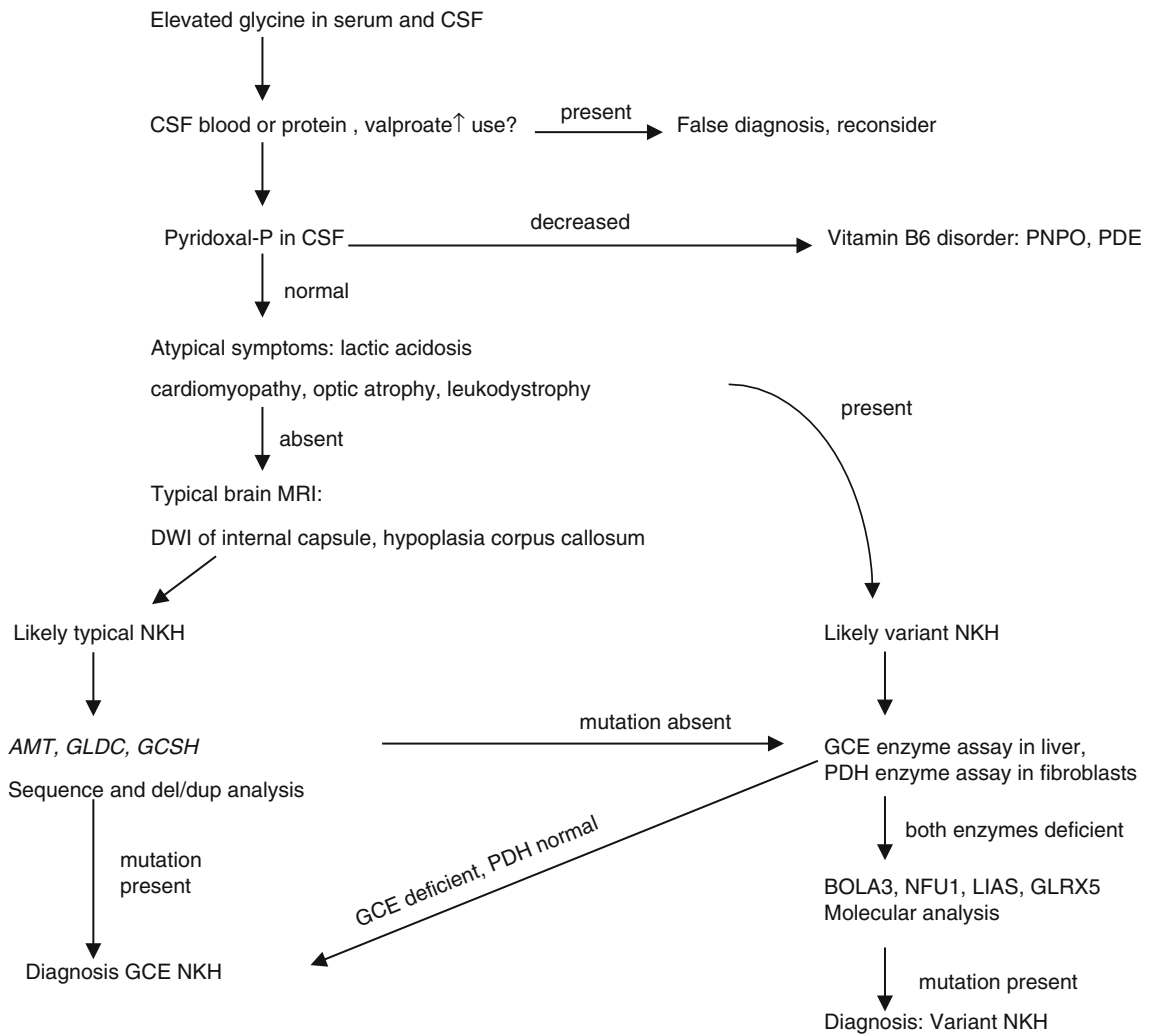 Elevated glycine in serum and CSF
CSF blood or protein , valproate↑ use?
present
False diagnosis, reconsider
decreased
Pyridoxal-P in CSF
Vitamin B6 disorder: PNPO, PDE
normal
Atypical symptoms: lactic acidosis
cardiomyopathy, optic atrophy, leukodystrophy
present
absent
Typical brain MRI:
DWI of internal capsule, hypoplasia corpus callosum
Likely typical NKH
Likely variant NKH
mutation absent
AMT, GLDC, GCSH
Sequence and del/dup analysis
GCE enzyme assay in liver,
PDH enzyme assay in fibroblasts
both enzymes deficient
mutation
present
GCE deficient, PDH normal
BOLA3, NFU1, LIAS, GLRX5
Molecular analysis
Diagnosis GCE NKH
mutation present
Diagnosis: Variant NKH